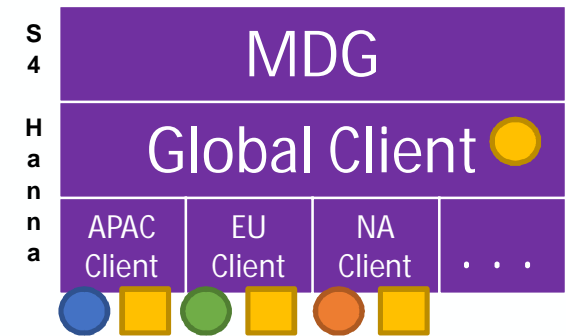 S
4
H
a
n
n
a
MDG
Global Client
APAC
Client
EU
Client
NA
Client
. . .